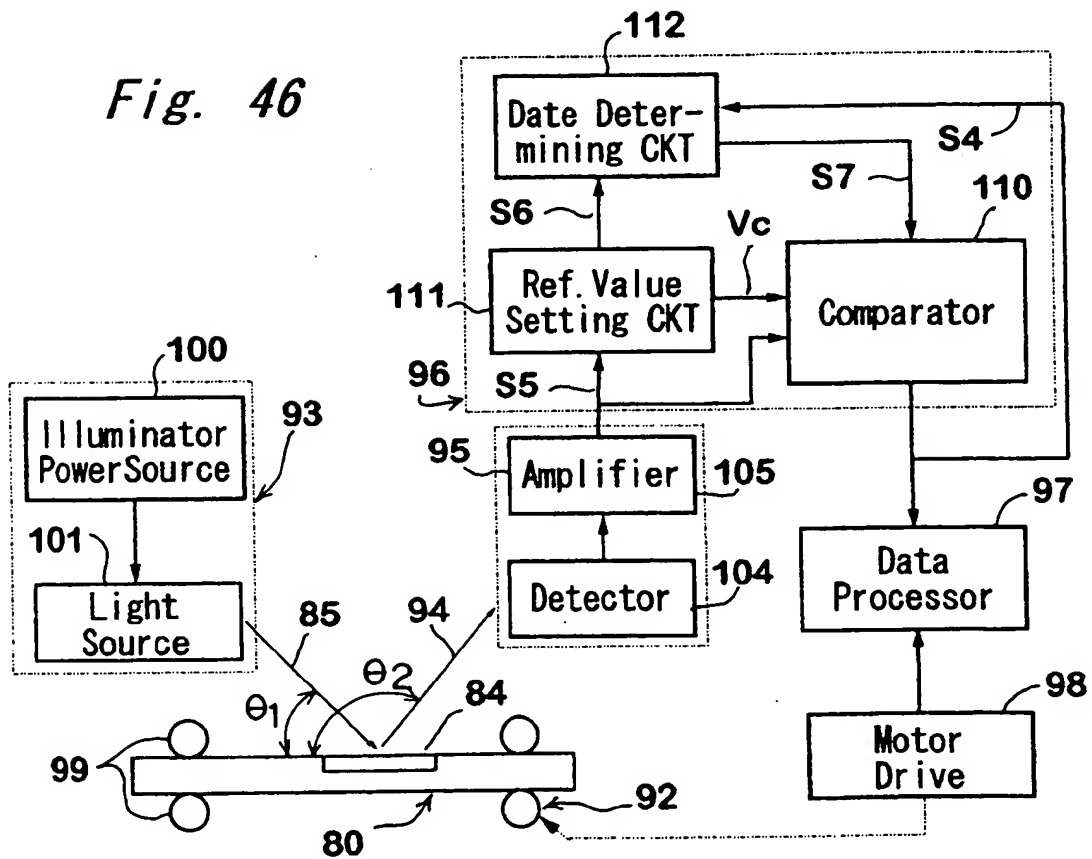 Fig. 46
112
Date Deter-
mining CKT
S4
S7
S6
110
Vc
111
Ref. Value
Setting CKT
Comparator
96
S5
100
Illuminator
PowerSource
93
95
Amplifier
105
97
101
Light
Source
85
94
Detector
104
Data
Processor
θ1
θ2
84
98
99
Motor
Drive
92
80